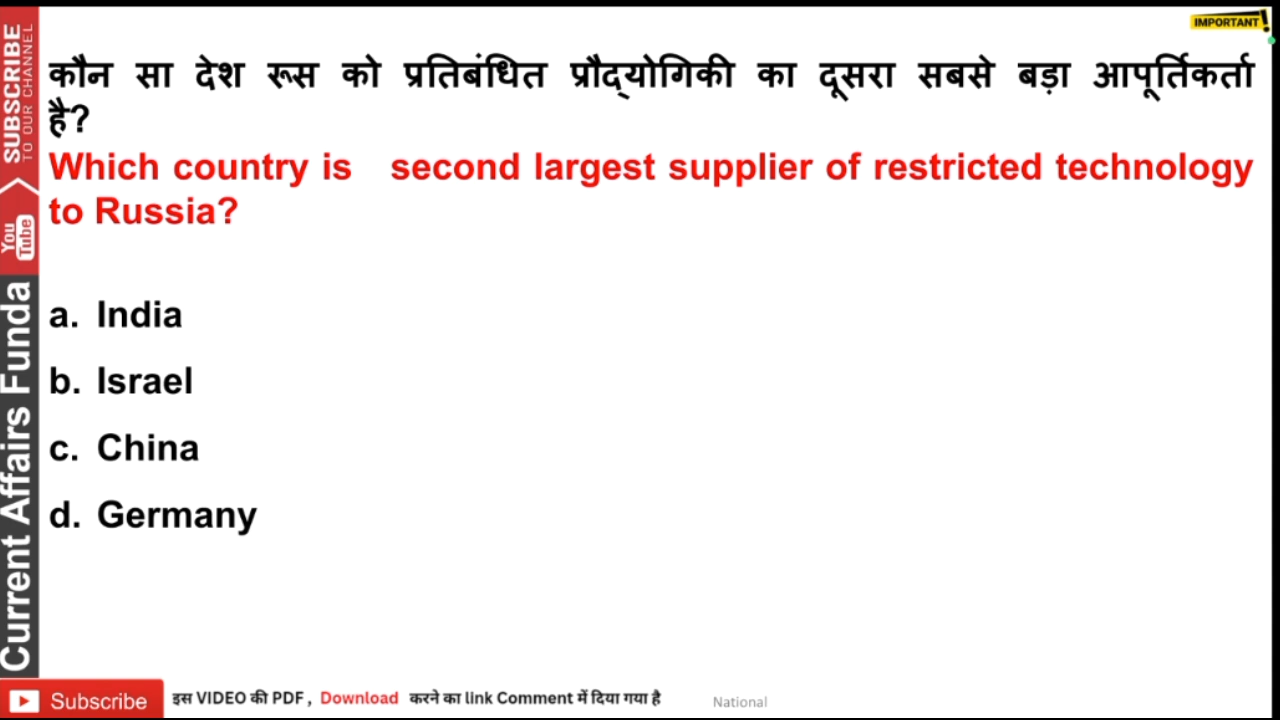 IMPORTANT!
कौन सा देश रूस को प्रतिबंधित प्रौद्योगिकी का दूसरा सबसे बड़ा आपूर्तिकर्ता
है?
Which country is second largest supplier of restricted technology
to Russia?
a. India
b. Israel
c. China
d. Germany
SUBSCRIBE
TO OUR CHANNEL
You Tube
Current Affairs Funda
Subscribe इस VIDEO की PDF , Download करने का link Comment में दिया गया है National